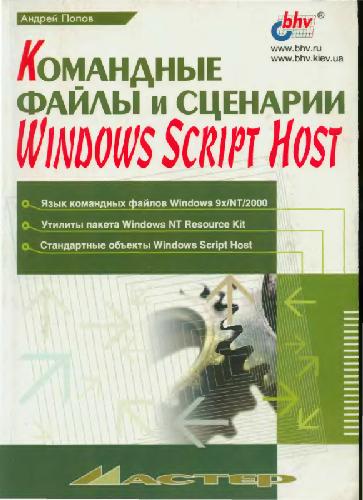 Андрей Попов
bhv®
www.bhv.ru
www.bhv.kiev.ua
КОМАНДНЫЕ
ФАЙЛЫ и СЦЕНАРИИ
WINDOWS SCRIPT HOST
Язык командных файлов Windows 9x/NT/2000
Утилиты пакета Windows NT Resource Kit
Стандартные объекты Windows Script Host
МАСТЕР